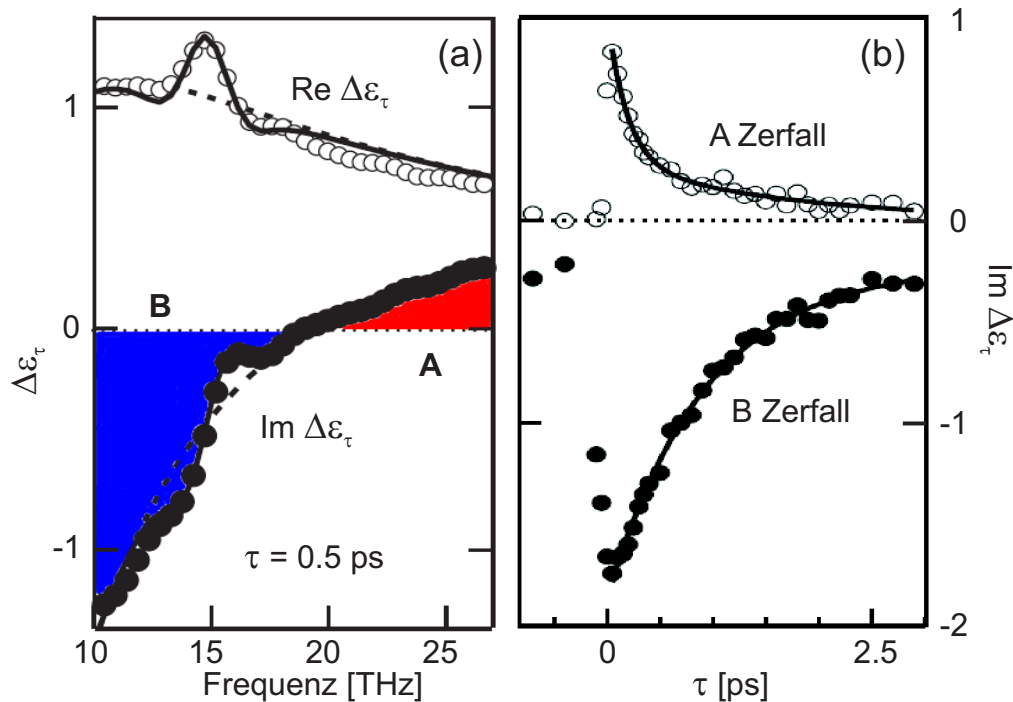 (a)
Re Δε_τ
1
B
0
A
Δε_τ
Im Δε_τ
-1
τ = 0.5 ps
10 15 20 25
Frequenz [THz]
(b)
1
A Zerfall
0
Im Δε_τ
B Zerfall
-1
-2
0 2.5
τ [ps]